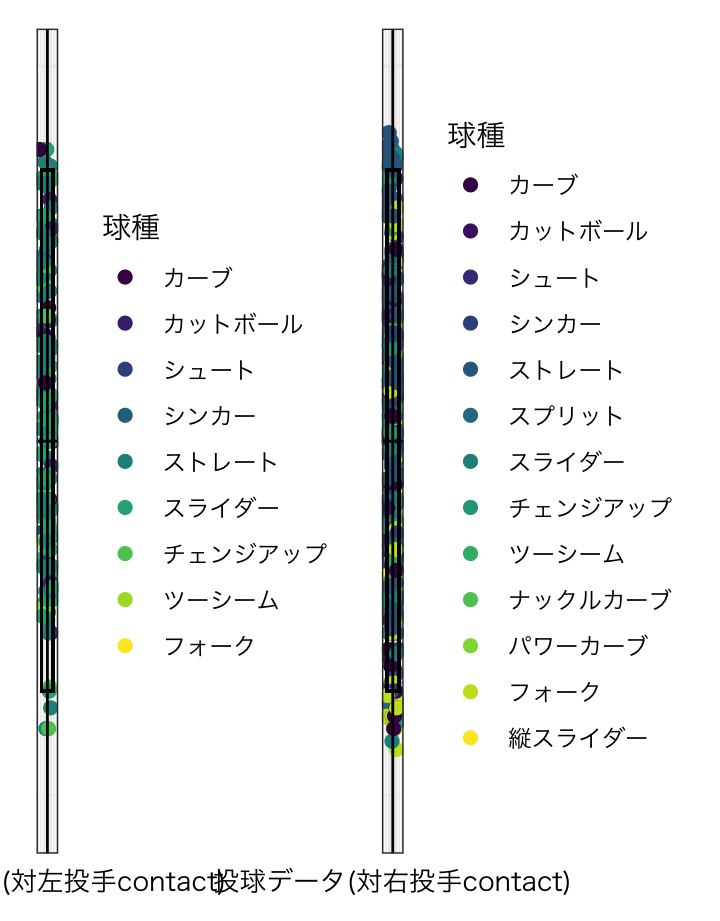 球種
カーブ
カットボール
シュート
シンカー
ストレート
スライダー
チェンジアップ
ツーシーム
フォーク
球種
カーブ
カットボール
シュート
シンカー
ストレート
スプリット
スライダー
チェンジアップ
ツーシーム
ナックルカーブ
パワーカーブ
フォーク
縦スライダー
(対左投手contact)
投球データ(対右投手contact)